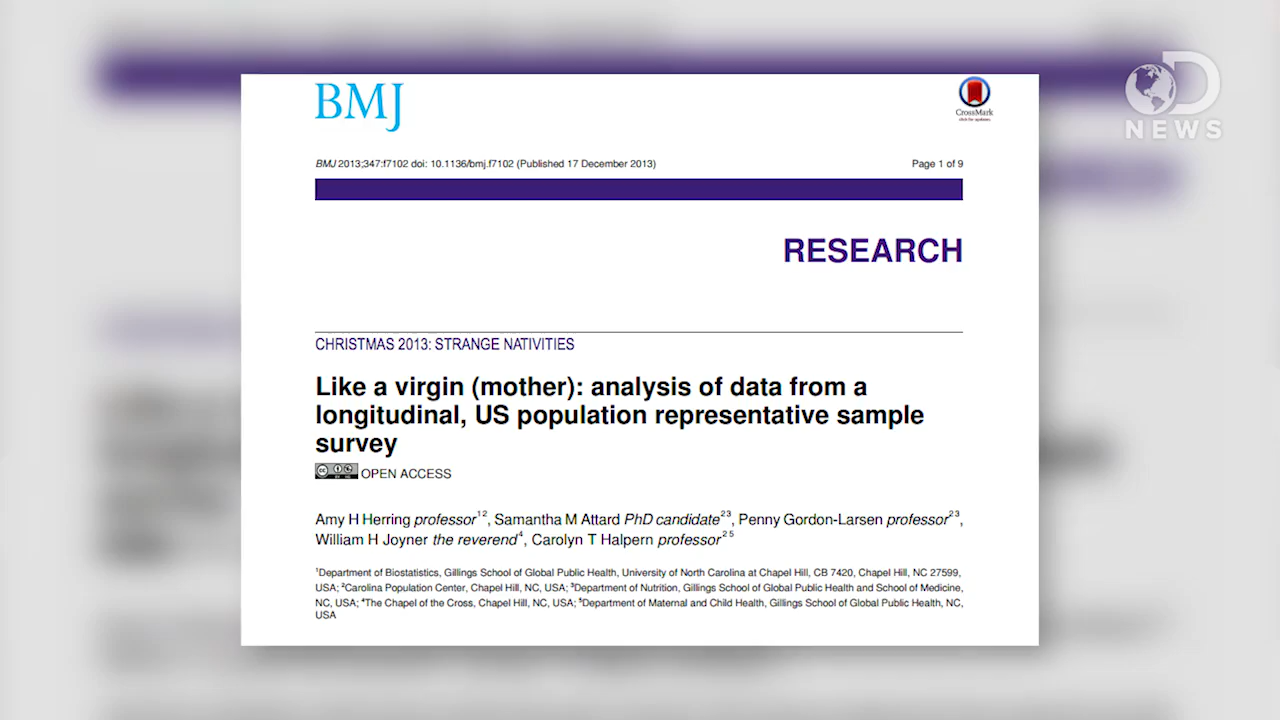 BMJ
CrossMark
click for updates
D
NEWS
BMJ 2013;347:f7102 doi: 10.1136/bmj.f7102 (Published 17 December 2013)
Page 1 of 9
RESEARCH
CHRISTMAS 2013: STRANGE NATIVITIES
Like a virgin (mother): analysis of data from a
longitudinal, US population representative sample
survey
OPEN ACCESS
Amy H Herring professor¹², Samantha M Attard PhD candidate²³, Penny Gordon-Larsen professor²³,
William H Joyner the reverend⁴, Carolyn T Halpern professor²⁵
¹Department of Biostatistics, Gillings School of Global Public Health, University of North Carolina at Chapel Hill, CB 7420, Chapel Hill, NC 27599,
USA; ²Carolina Population Center, Chapel Hill, NC, USA; ³Department of Nutrition, Gillings School of Global Public Health and School of Medicine,
NC, USA; ⁴The Chapel of the Cross, Chapel Hill, NC, USA; ⁵Department of Maternal and Child Health, Gillings School of Global Public Health, NC,
USA